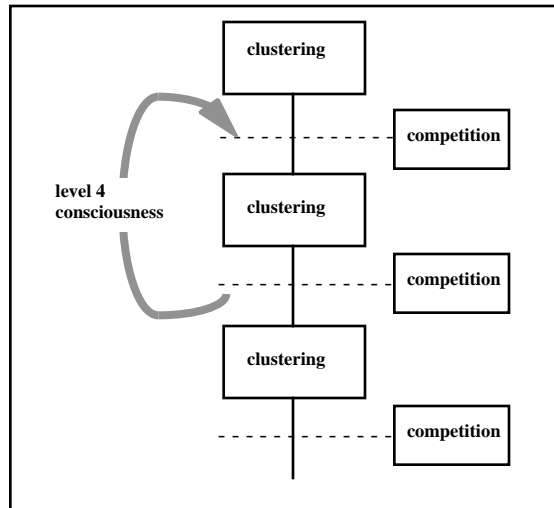 clustering
competition
level 4
consciousness
clustering
competition
clustering
competition